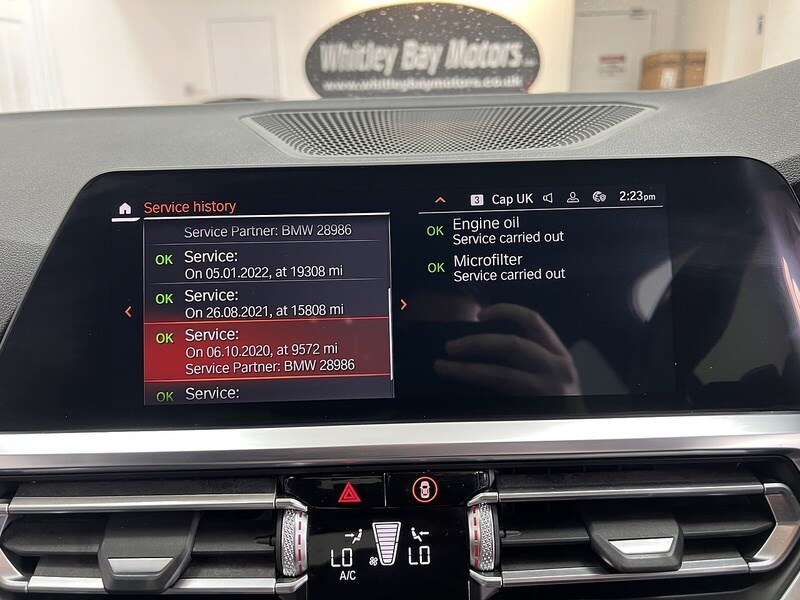 Whitley Bay Motors
www.whitleybaymotors.co.uk
Service history
3 Cap UK 2:23pm
Service Partner: BMW 28986
OK Service:
On 05.01.2022, at 19308 mi
OK Service:
On 26.08.2021, at 15808 mi
OK Service:
On 06.10.2020, at 9572 mi
Service Partner: BMW 28986
OK Service:
OK Engine oil
Service carried out
OK Microfilter
Service carried out
LO LO
A/C